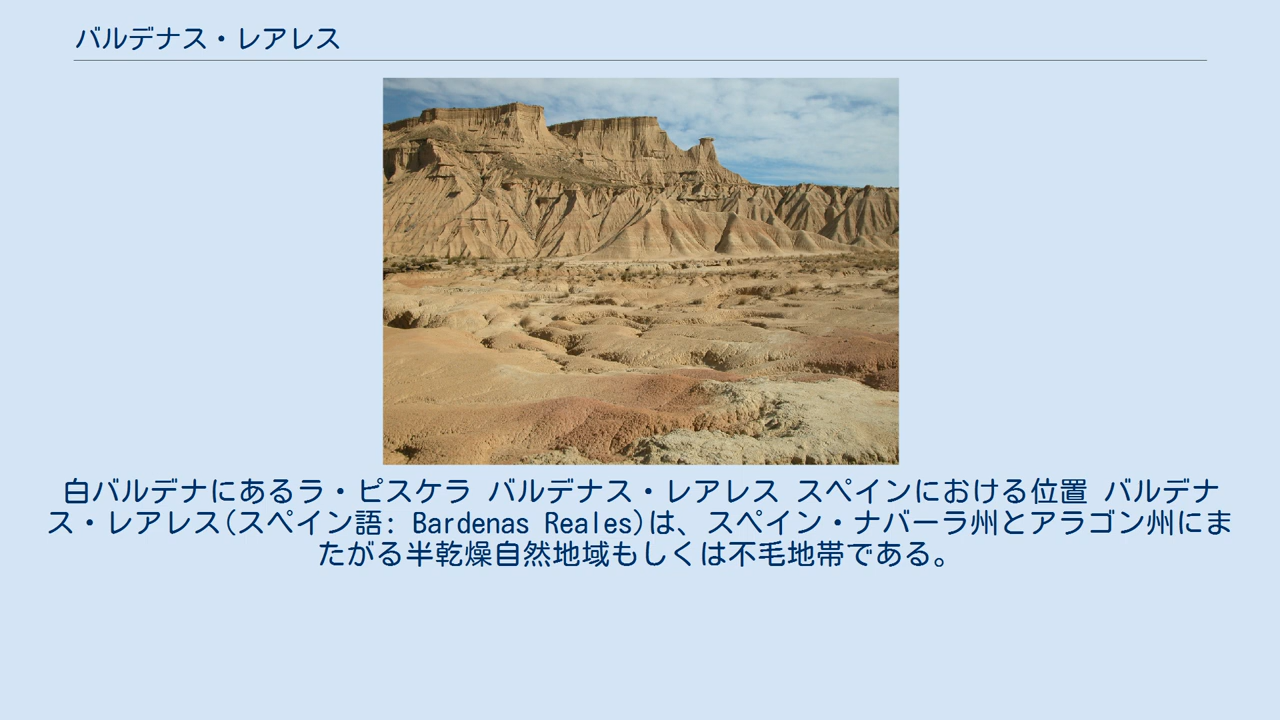 バルデナス・レアレス
白バルデナにあるラ・ピスケラ バルデナス・レアレス スペインにおける位置 バルデナ
ス・レアレス(スペイン語: Bardenas Reales)は、スペイン・ナバーラ州とアラゴン州にま
たがる半乾燥自然地域もしくは不毛地帯である。